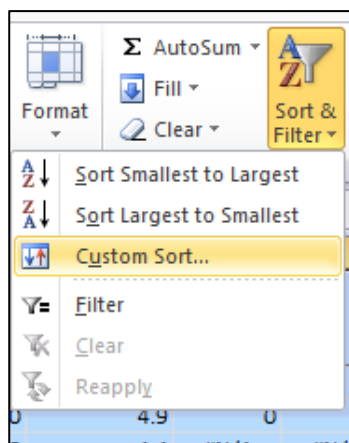 Σ AutoSum
Fill
Format
Clear
A
Z
Sort &
Filter
A
Z
Sort Smallest to Largest
Z
A
Sort Largest to Smallest
Custom Sort...
Filter
Clear
Reapply
0 4.9 0